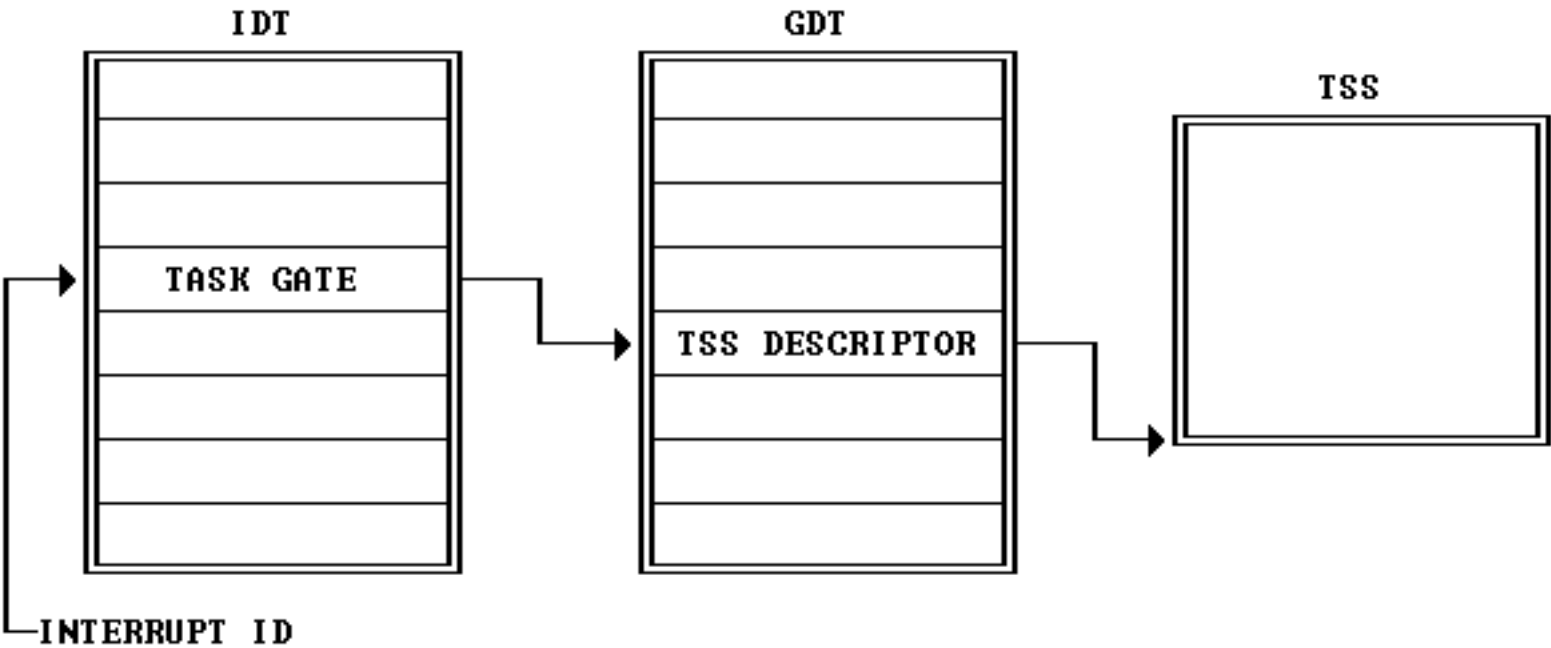 IDT
GDT
TSS
TASK GATE
TSS DESCRIPTOR
INTERRUPT ID